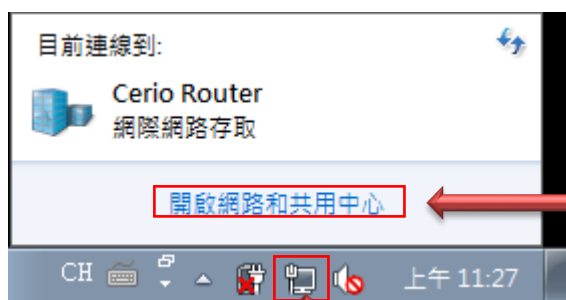 目前連線到:
Cerio Router
網際網路存取
開啟網路和共用中心
CH
上午 11:27